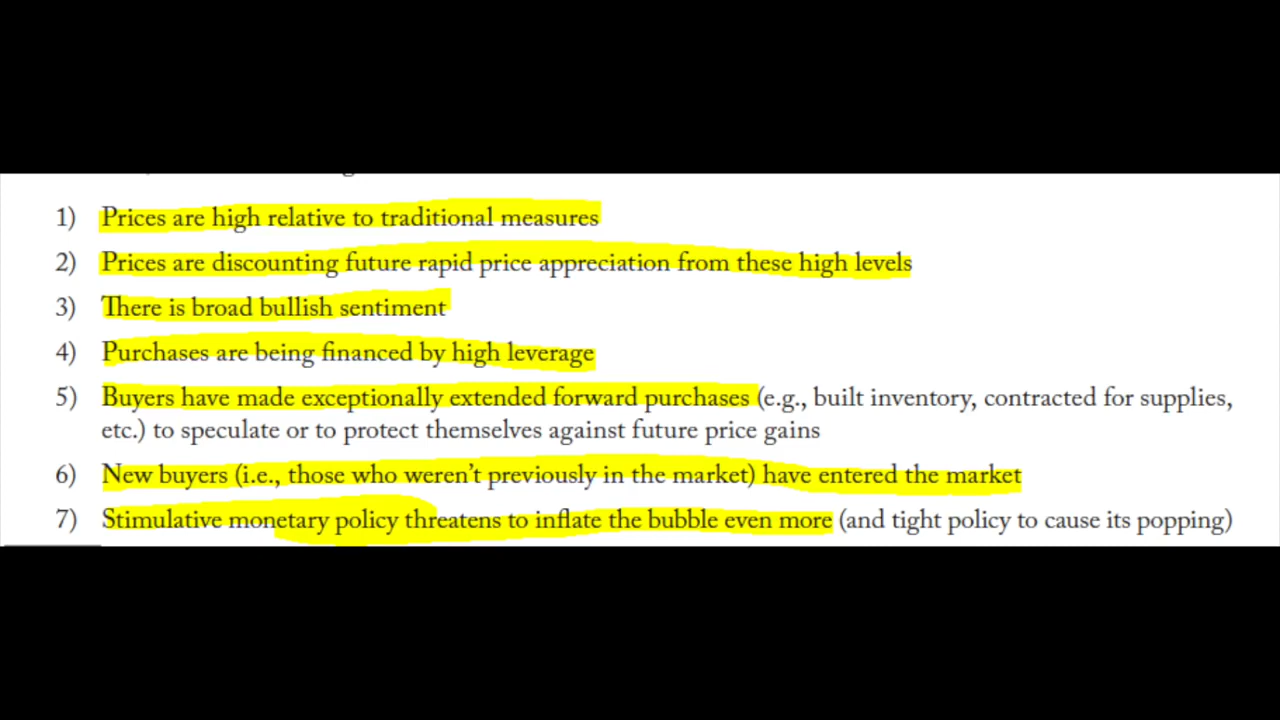 1) Prices are high relative to traditional measures
2) Prices are discounting future rapid price appreciation from these high levels
3) There is broad bullish sentiment
4) Purchases are being financed by high leverage
5) Buyers have made exceptionally extended forward purchases (e.g., built inventory, contracted for supplies,
etc.) to speculate or to protect themselves against future price gains
6) New buyers (i.e., those who weren’t previously in the market) have entered the market
7) Stimulative monetary policy threatens to inflate the bubble even more (and tight policy to cause its popping)